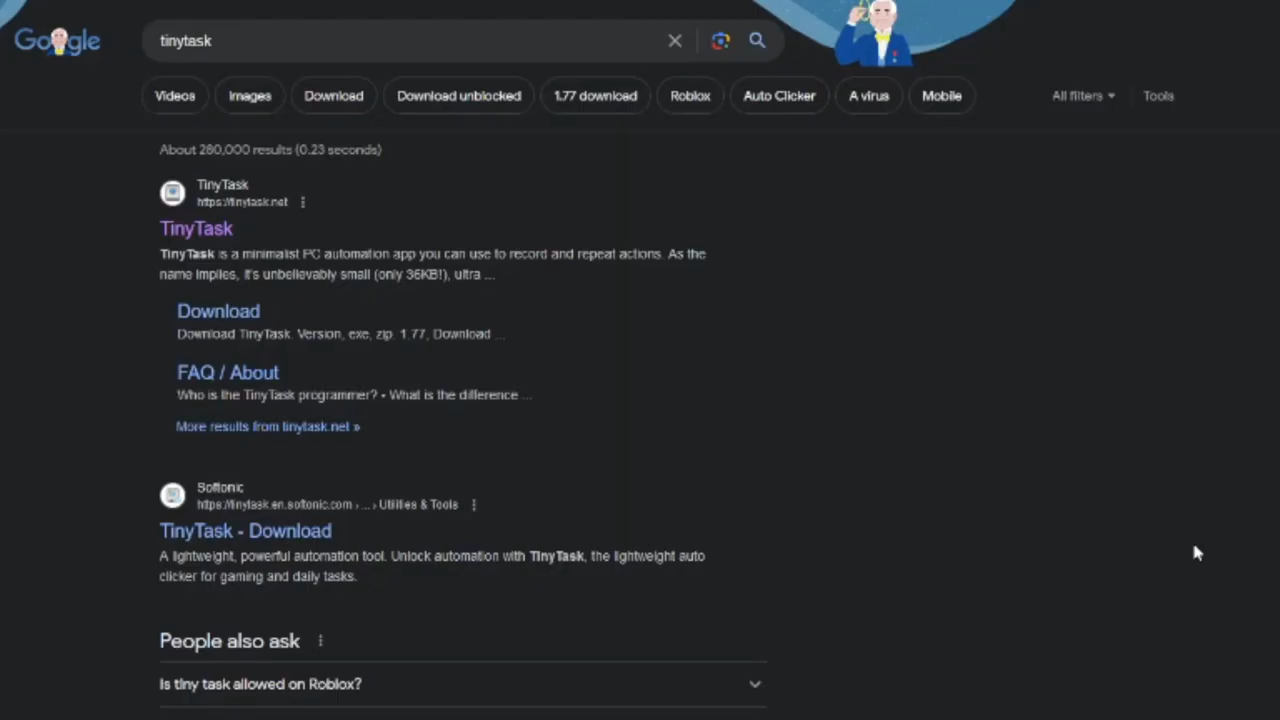 Google
tinytask
Videos Images Download Download unblocked 1.77 download Roblox Auto Clicker A virus Mobile All filters Tools
About 280,000 results (0.23 seconds)
TinyTask
https://tinytask.net
TinyTask
TinyTask is a minimalist PC automation app you can use to record and repeat actions. As the
name implies, it's unbelievably small (only 36KB!), ultra ...
Download
Download TinyTask. Version, exe, zip. 1.77, Download ...
FAQ / About
Who is the TinyTask programmer? • What is the difference ...
More results from tinytask.net »
Softonic
https://tinytask.en.softonic.com › ... › Utilities & Tools
TinyTask - Download
A lightweight, powerful automation tool. Unlock automation with TinyTask, the lightweight auto
clicker for gaming and daily tasks.
People also ask
Is tiny task allowed on Roblox?